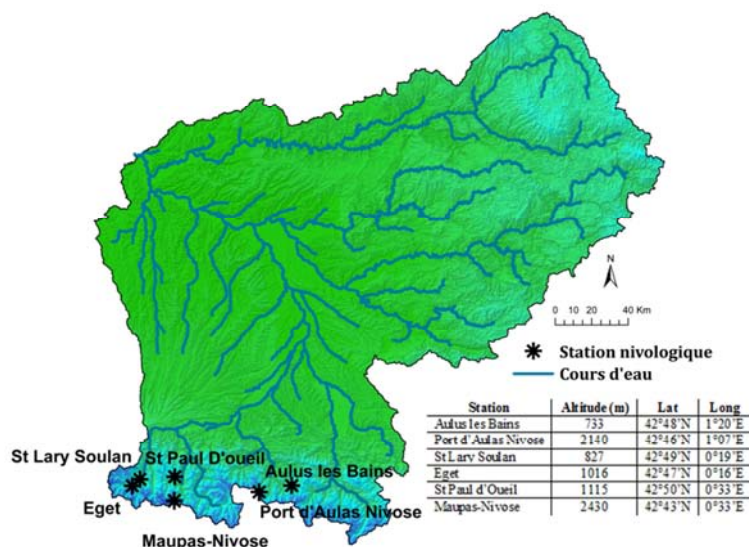 N
0 10 20 40 Km
Station nivologique
Cours d'eau
St Lary Soulan
St Paul D'oueil
Aulus les Bains
Eget
Port d'Aulas Nivose
Maupas-Nivose
Station Altitude (m) Lat Long
Aulus les Bains 733 42°48'N 1°20'E
Port d'Aulas Nivose 2140 42°46'N 1°07'E
St Lary Soulan 827 42°49'N 0°19'E
Eget 1016 42°47'N 0°16'E
St Paul d'Oueil 1115 42°50'N 0°33'E
Maupas-Nivose 2430 42°43'N 0°33'E